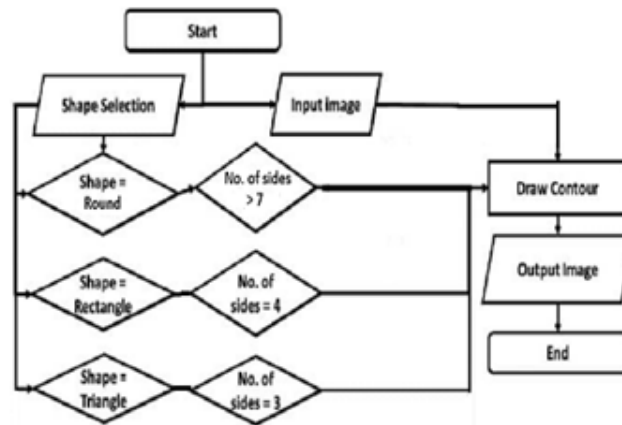 Start
Shape Selection
Input image
Shape =
Round
No. of sides
> 7
Draw Contour
Shape =
Rectangle
No. of
sides = 4
Output Image
End
Shape =
Triangle
No. of
sides = 3